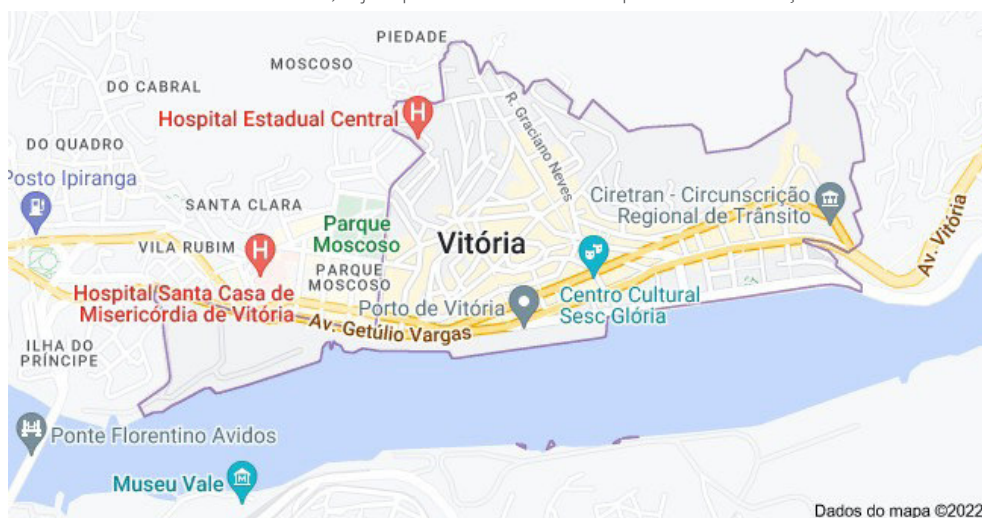 PIEDADE
MOSCOSO
DO CABRAL
Hospital Estadual Central
R. Graciano Neves
DO QUADRO
Posto Ipiranga
Ciretran - Circunscrição
Regional de Trânsito
SANTA CLARA
Parque
Moscoso
Vitória
Av. Vitória
VILA RUBIM
PARQUE
MOSCOSO
Hospital Santa Casa de
Misericórdia de Vitória
Porto de Vitória
Centro Cultural
Sesc Glória
Av. Getúlio Vargas
ILHA DO
PRÍNCIPE
Ponte Florentino Avidos
Museu Vale
Dados do mapa ©2022